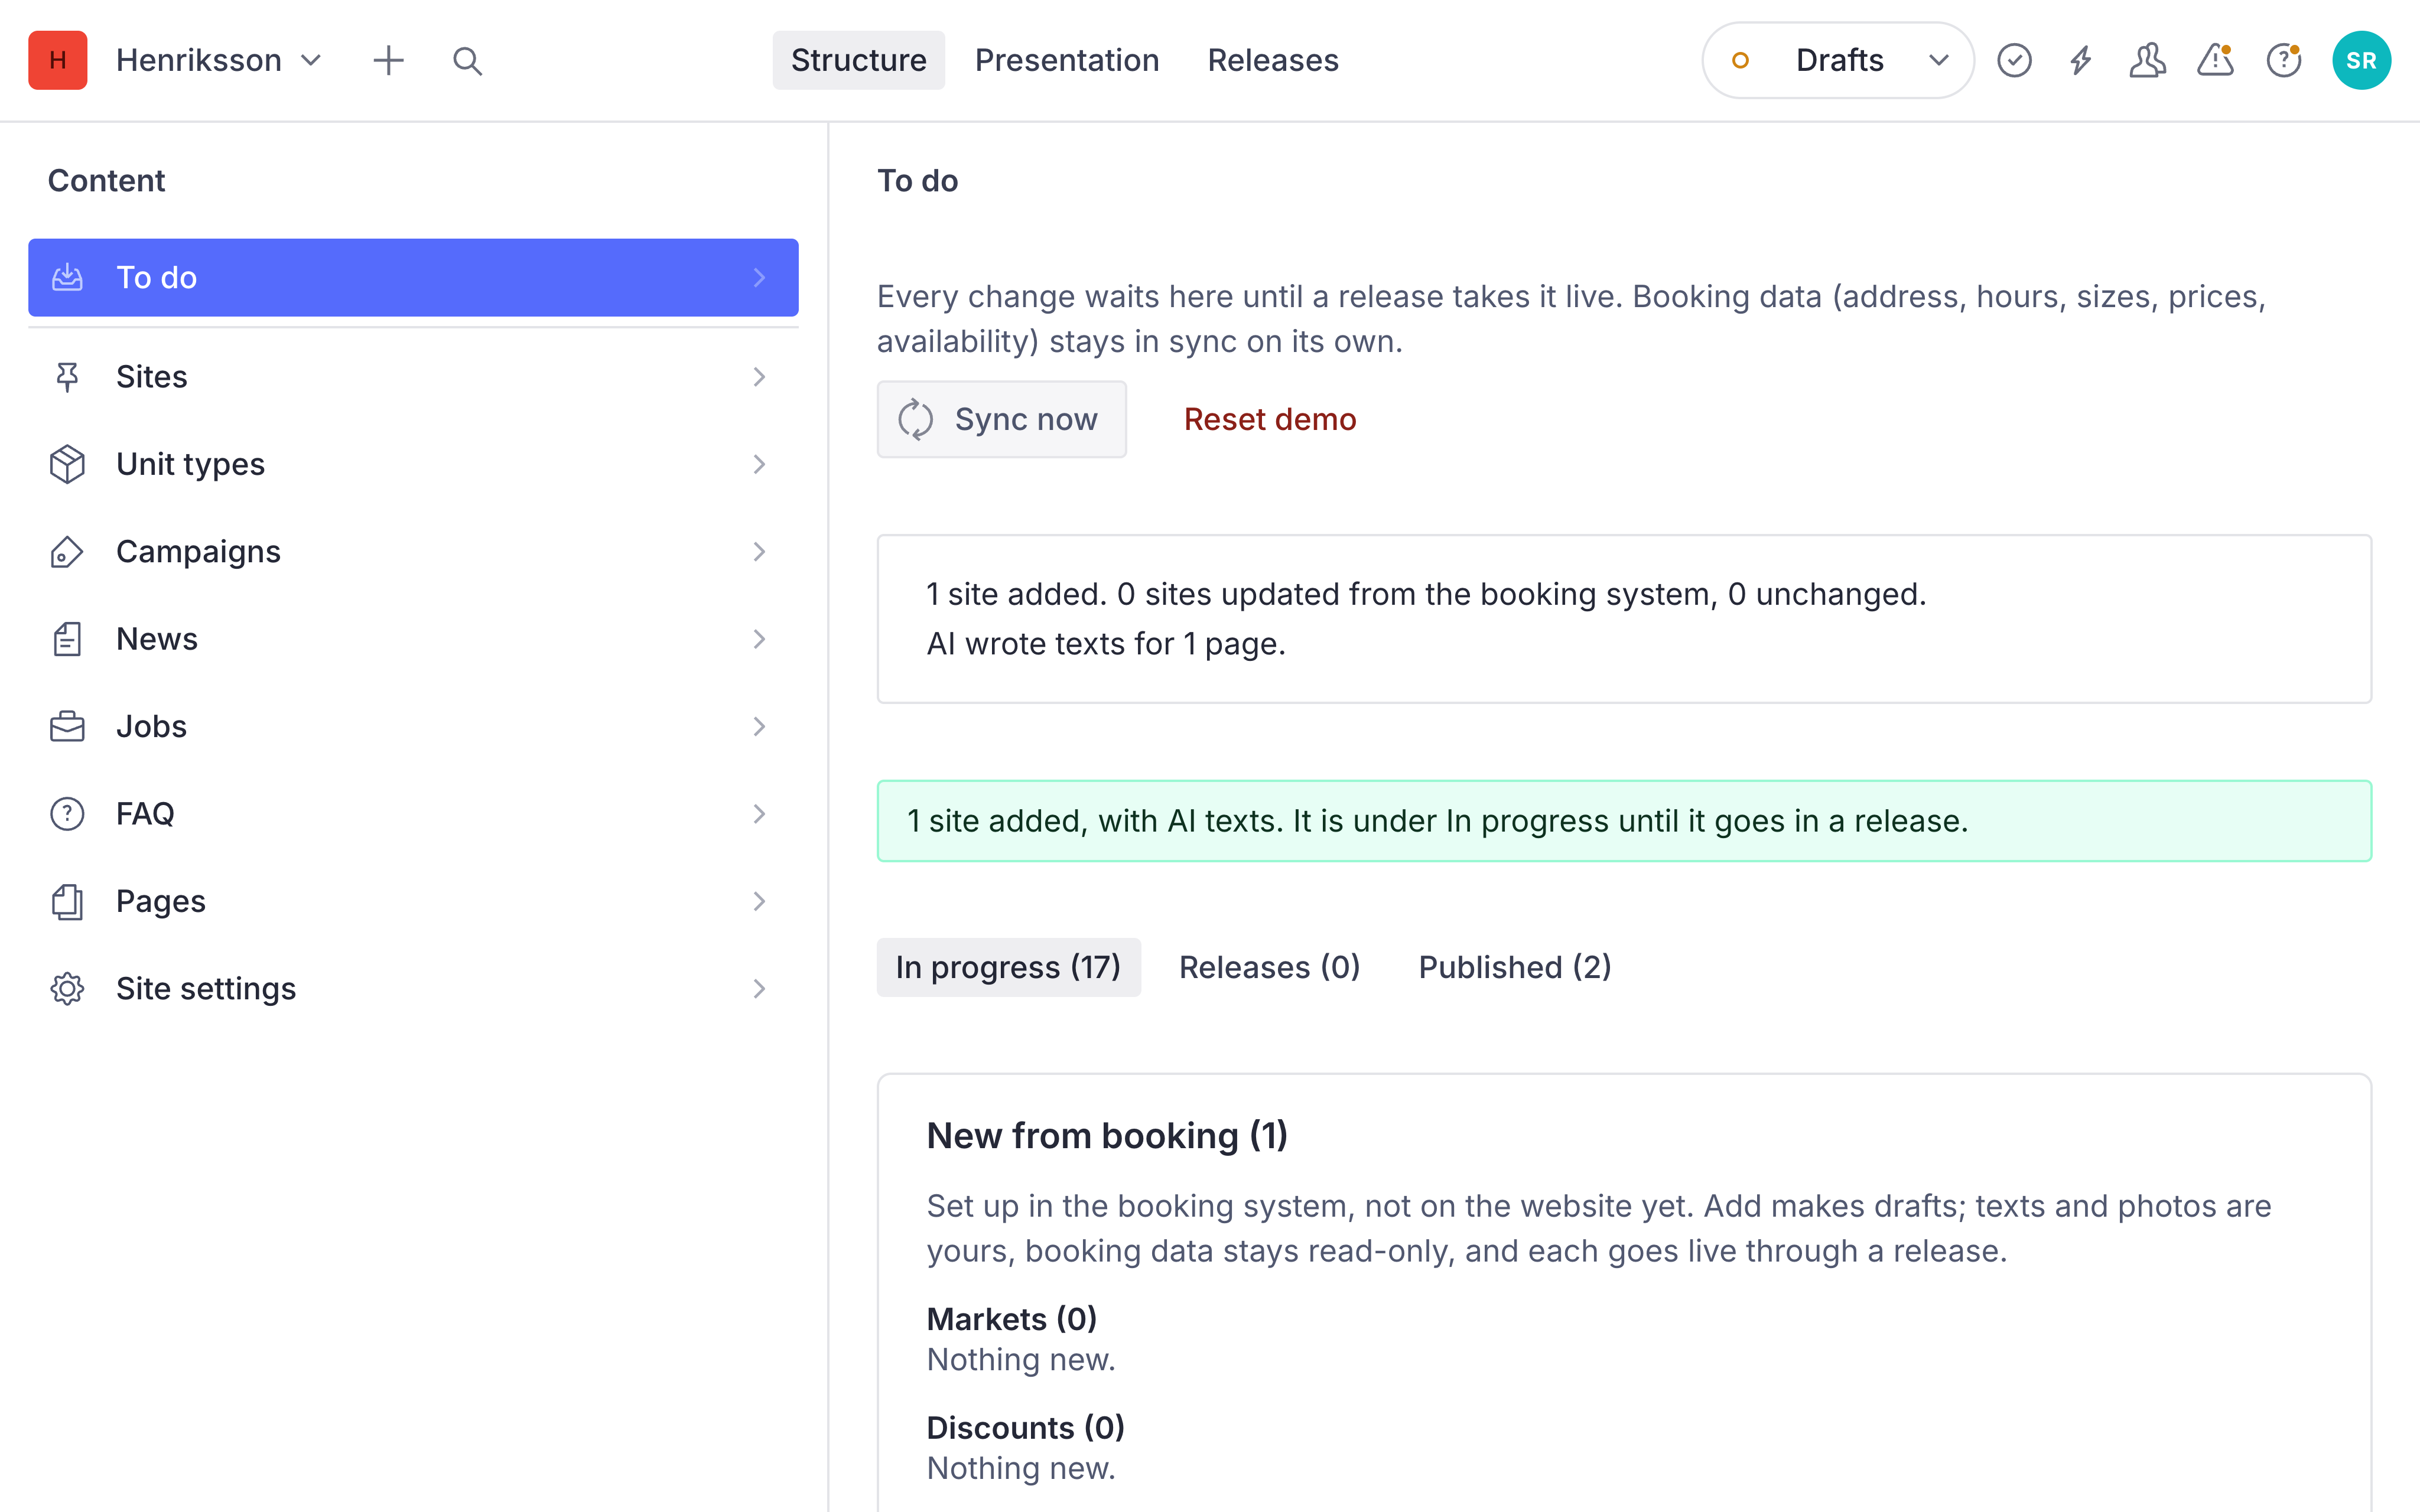 H
Henriksson
Structure
Presentation
Releases
Drafts
SR
Content
To do
Sites
Unit types
Campaigns
News
Jobs
FAQ
Pages
Site settings
To do
Every change waits here until a release takes it live. Booking data (address, hours, sizes, prices,
availability) stays in sync on its own.
Sync now
Reset demo
1 site added. 0 sites updated from the booking system, 0 unchanged.
AI wrote texts for 1 page.
1 site added, with AI texts. It is under In progress until it goes in a release.
In progress (17)
Releases (0)
Published (2)
New from booking (1)
Set up in the booking system, not on the website yet. Add makes drafts; texts and photos are
yours, booking data stays read-only, and each goes live through a release.
Markets (0)
Nothing new.
Discounts (0)
Nothing new.